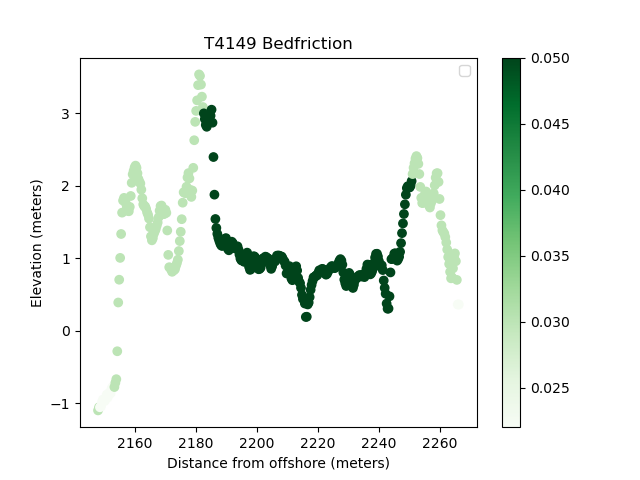 T4149 Bedfriction
Elevation (meters)
3
2
1
0
−1
2160 2180 2200 2220 2240 2260
Distance from offshore (meters)
0.050
0.045
0.040
0.035
0.030
0.025